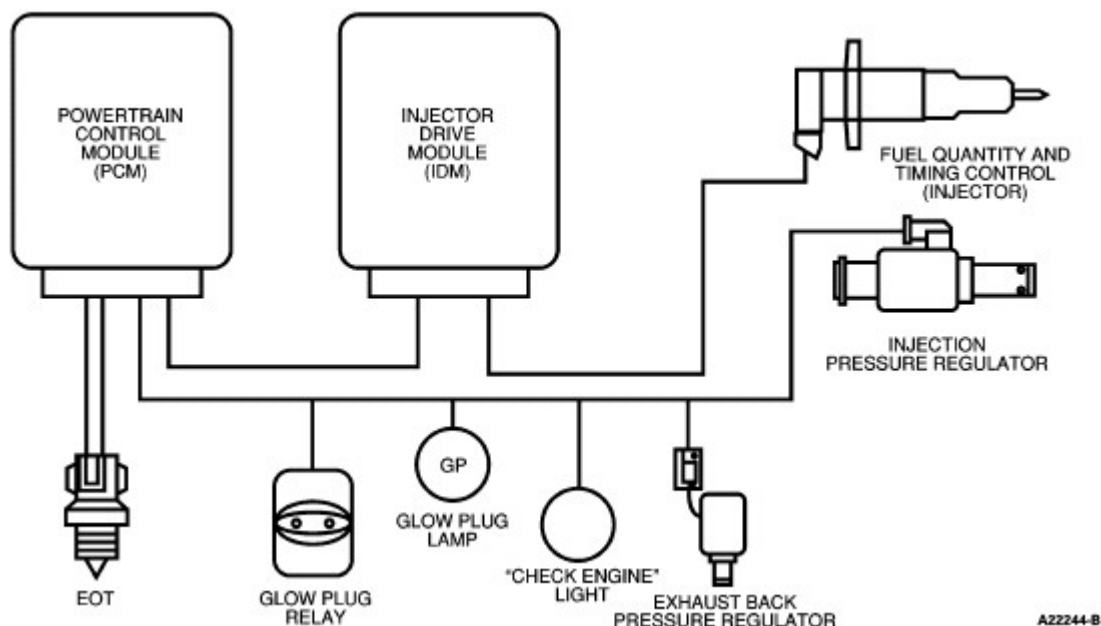 POWERTRAIN
CONTROL
MODULE
(PCM)
INJECTOR
DRIVE
MODULE
(IDM)
FUEL QUANTITY AND
TIMING CONTROL
(INJECTOR)
INJECTION
PRESSURE REGULATOR
EOT
GLOW PLUG
RELAY
GP
GLOW PLUG
LAMP
"CHECK ENGINE"
LIGHT
EXHAUST BACK
PRESSURE REGULATOR
A22244-B